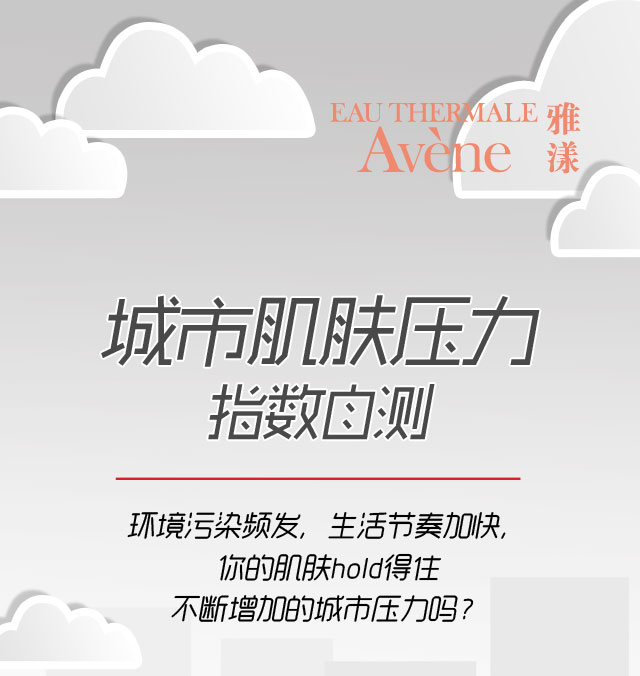 EAU THERMALE
Avène
雅漾
城市肌肤压力
指数自测
环境污染频发，生活节奏加快，
你的肌肤hold得住
不断增加的城市压力吗？